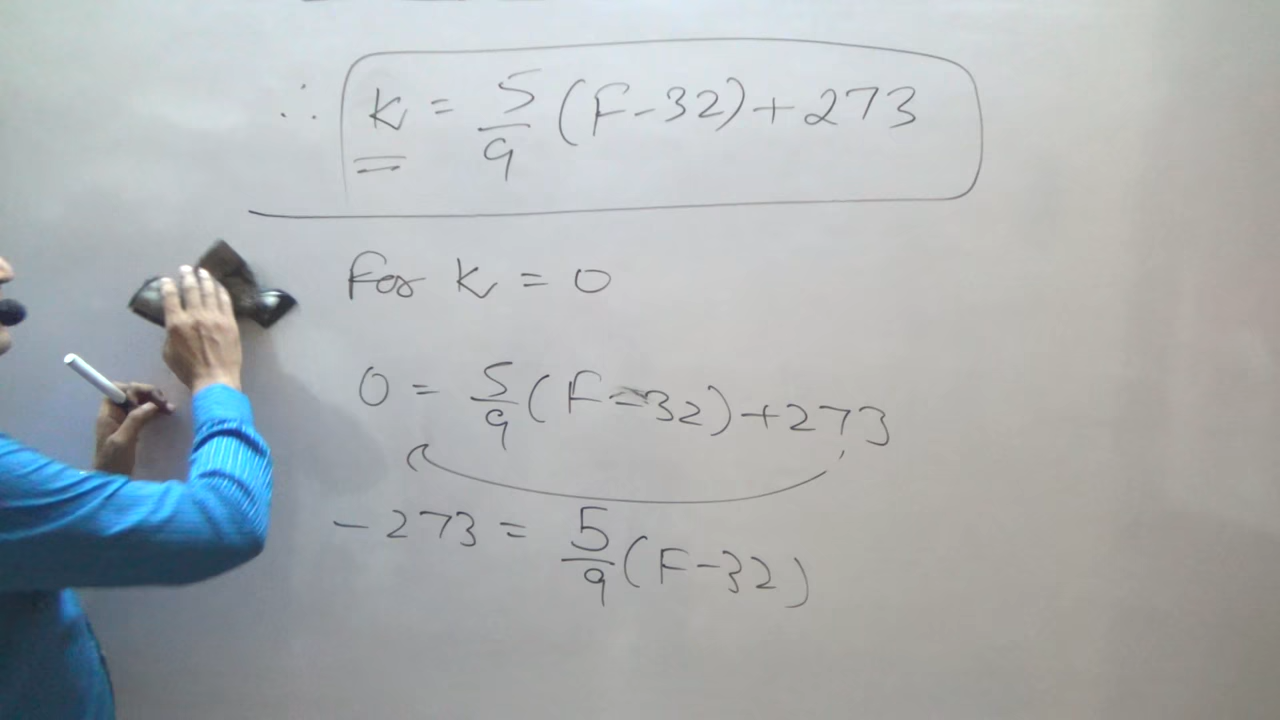 ∴ K = 5/9 (F-32)+273
For K = 0
0 = 5/9 (F-32)+273
-273 = 5/9 (F-32)